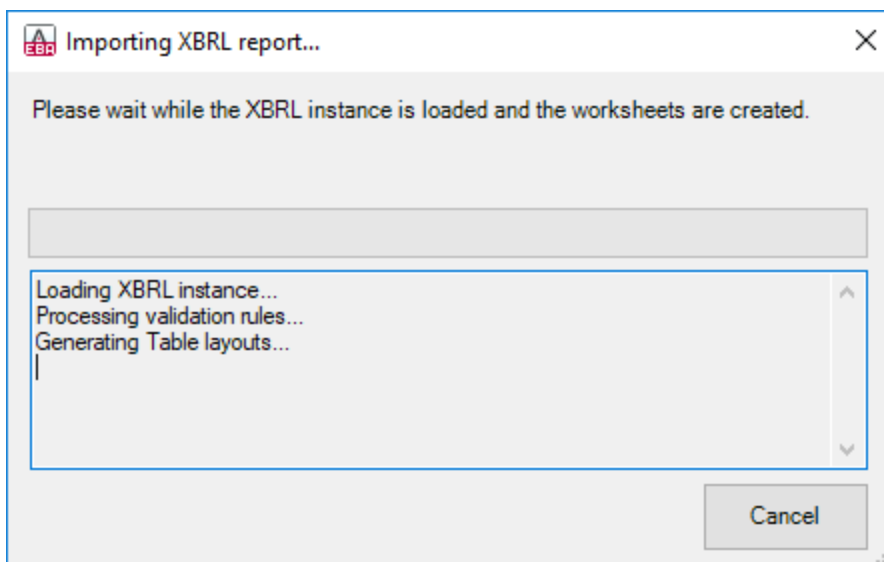 EBA
Importing XBRL report...
Please wait while the XBRL instance is loaded and the worksheets are created.
Loading XBRL instance...
Processing validation rules...
Generating Table layouts...
Cancel